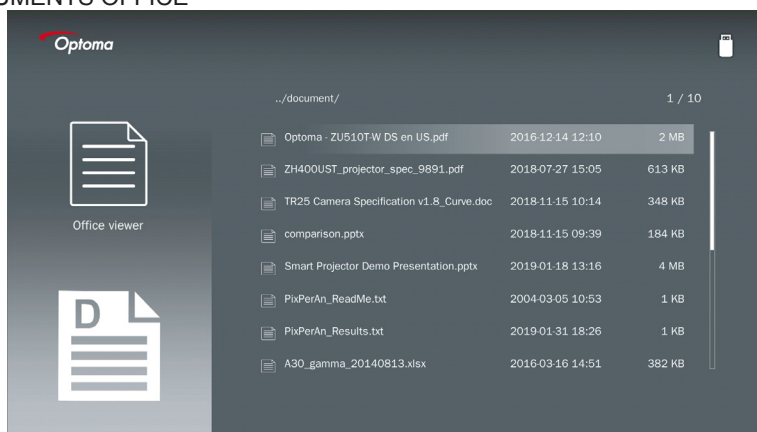 Optoma
../document/ 1 / 10
Optoma - ZU510T-W DS en US.pdf 2016-12-14 12:10 2 MB
ZH400UST_projector_spec_9891.pdf 2018-07-27 15:05 613 KB
TR25 Camera Specification v1.8_Curve.doc 2018-11-15 10:14 348 KB
Office viewer
comparison.pptx 2018-11-15 09:39 184 KB
Smart Projector Demo Presentation.pptx 2019-01-18 13:16 4 MB
PixPerAn_ReadMe.txt 2004-03-05 10:53 1 KB
D
PixPerAn_Results.txt 2019-01-31 18:26 1 KB
A30_gamma_20140813.xlsx 2016-03-16 14:51 382 KB